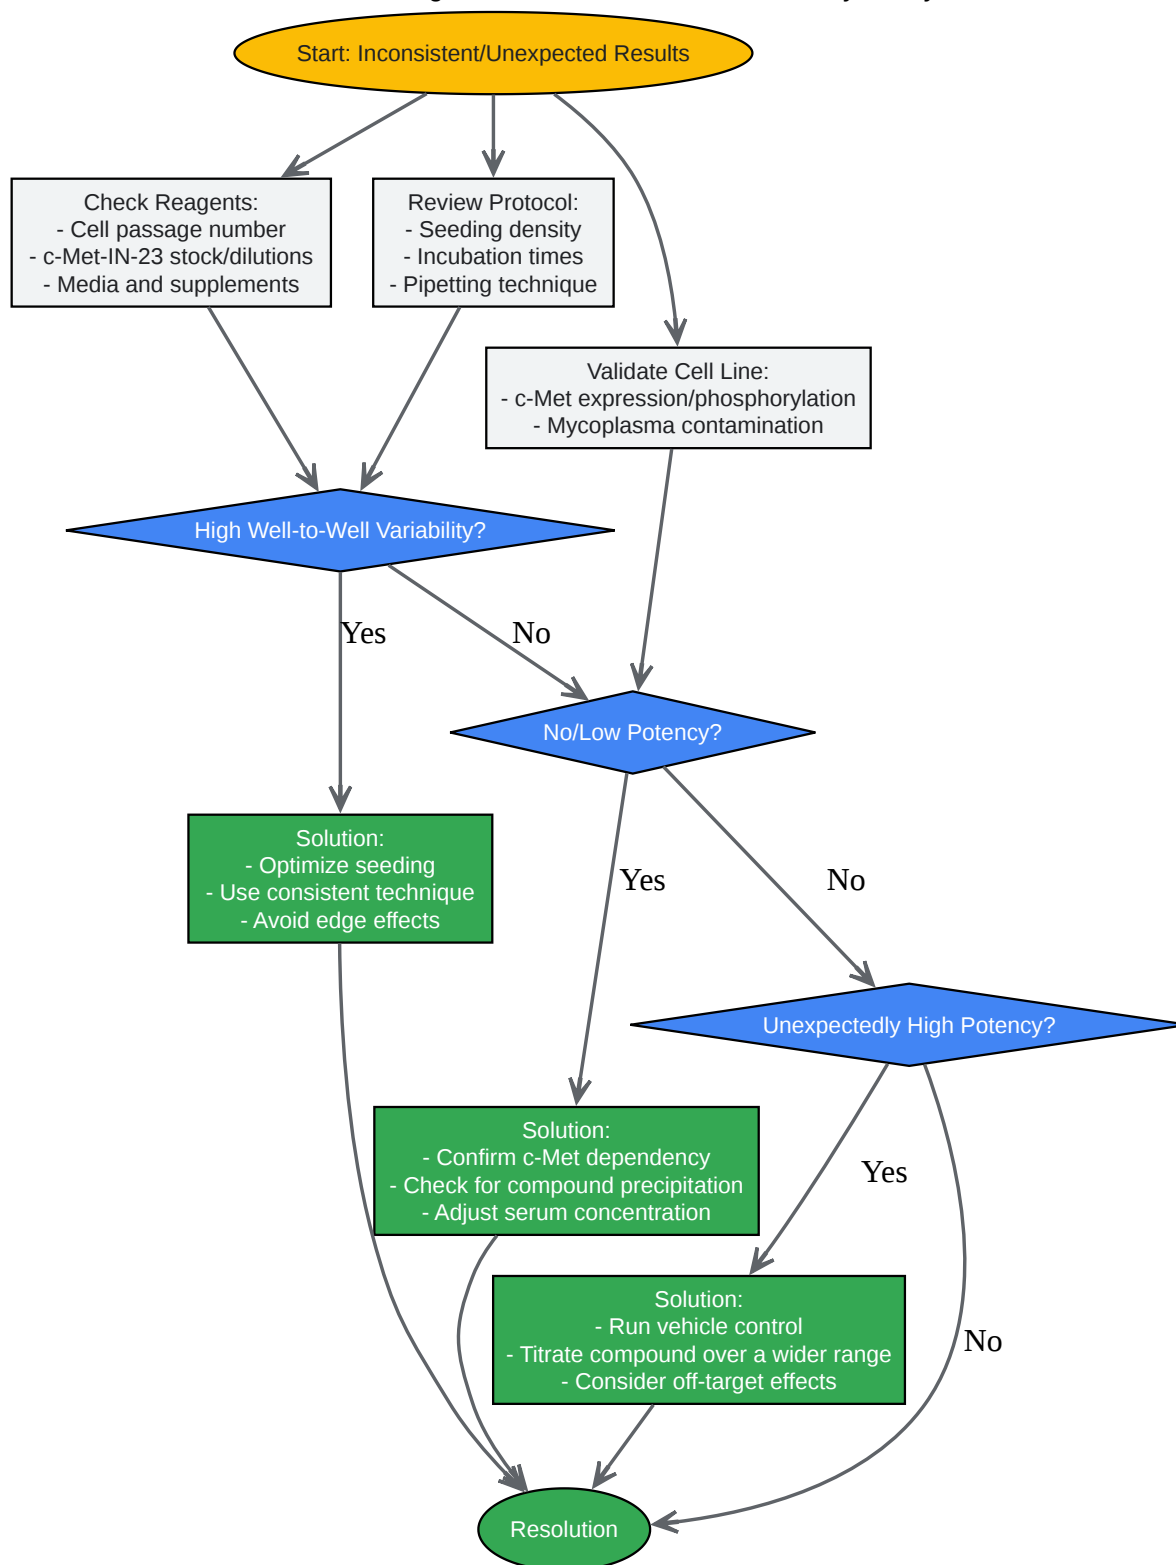 Start: Inconsistent/Unexpected Results
Check Reagents:
- Cell passage number
- c-Met-IN-23 stock/dilutions
- Media and supplements
Review Protocol:
- Seeding density
- Incubation times
- Pipetting technique
Validate Cell Line:
- c-Met expression/phosphorylation
- Mycoplasma contamination
High Well-to-Well Variability?
Yes
No
No/Low Potency?
Solution:
- Optimize seeding
- Use consistent technique
- Avoid edge effects
Yes
No
Unexpectedly High Potency?
Solution:
- Confirm c-Met dependency
- Check for compound precipitation
- Adjust serum concentration
Yes
Solution:
- Run vehicle control
- Titrate compound over a wider range
- Consider off-target effects
No
Resolution